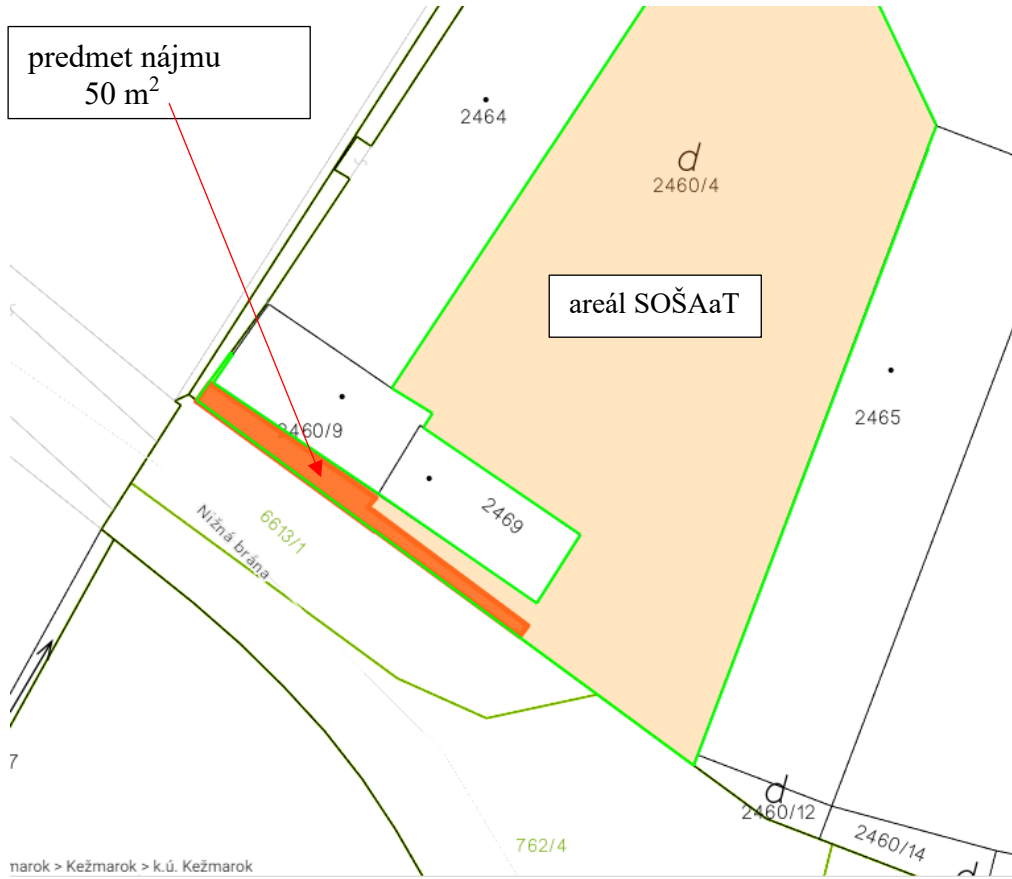 predmet nájmu
50 m²
2464
d
2460/4
areál SOŠAaT
2465
2460/9
2469
6613/1
Nižná brána
d
2460/12
2460/14
d
7
762/4
marok > Kežmarok > k.ú. Kežmarok